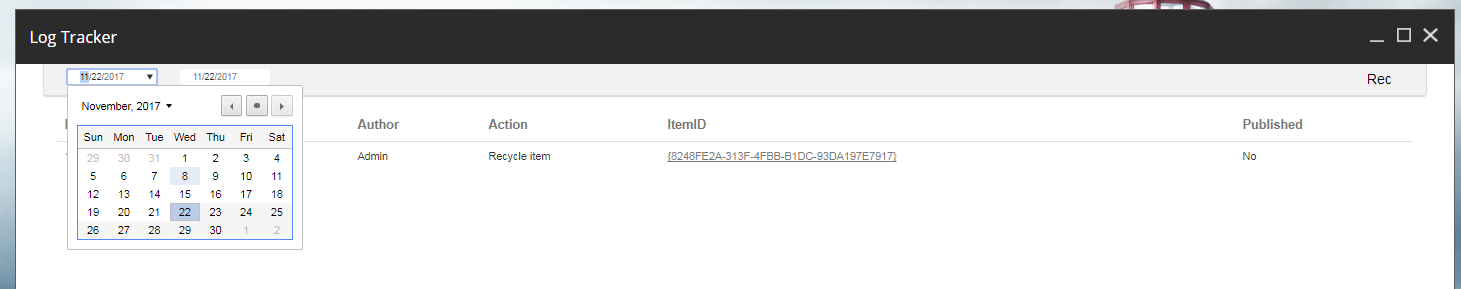 Log Tracker
11/22/2017 11/22/2017 Rec
November, 2017
Author Action ItemID Published
Sun Mon Tue Wed Thu Fri Sat
29 30 31 1 2 3 4
Admin Recycle item {8248FE2A-313F-4FBB-B1DC-93DA197E7917} No
5 6 7 8 9 10 11
12 13 14 15 16 17 18
19 20 21 22 23 24 25
26 27 28 29 30 1 2